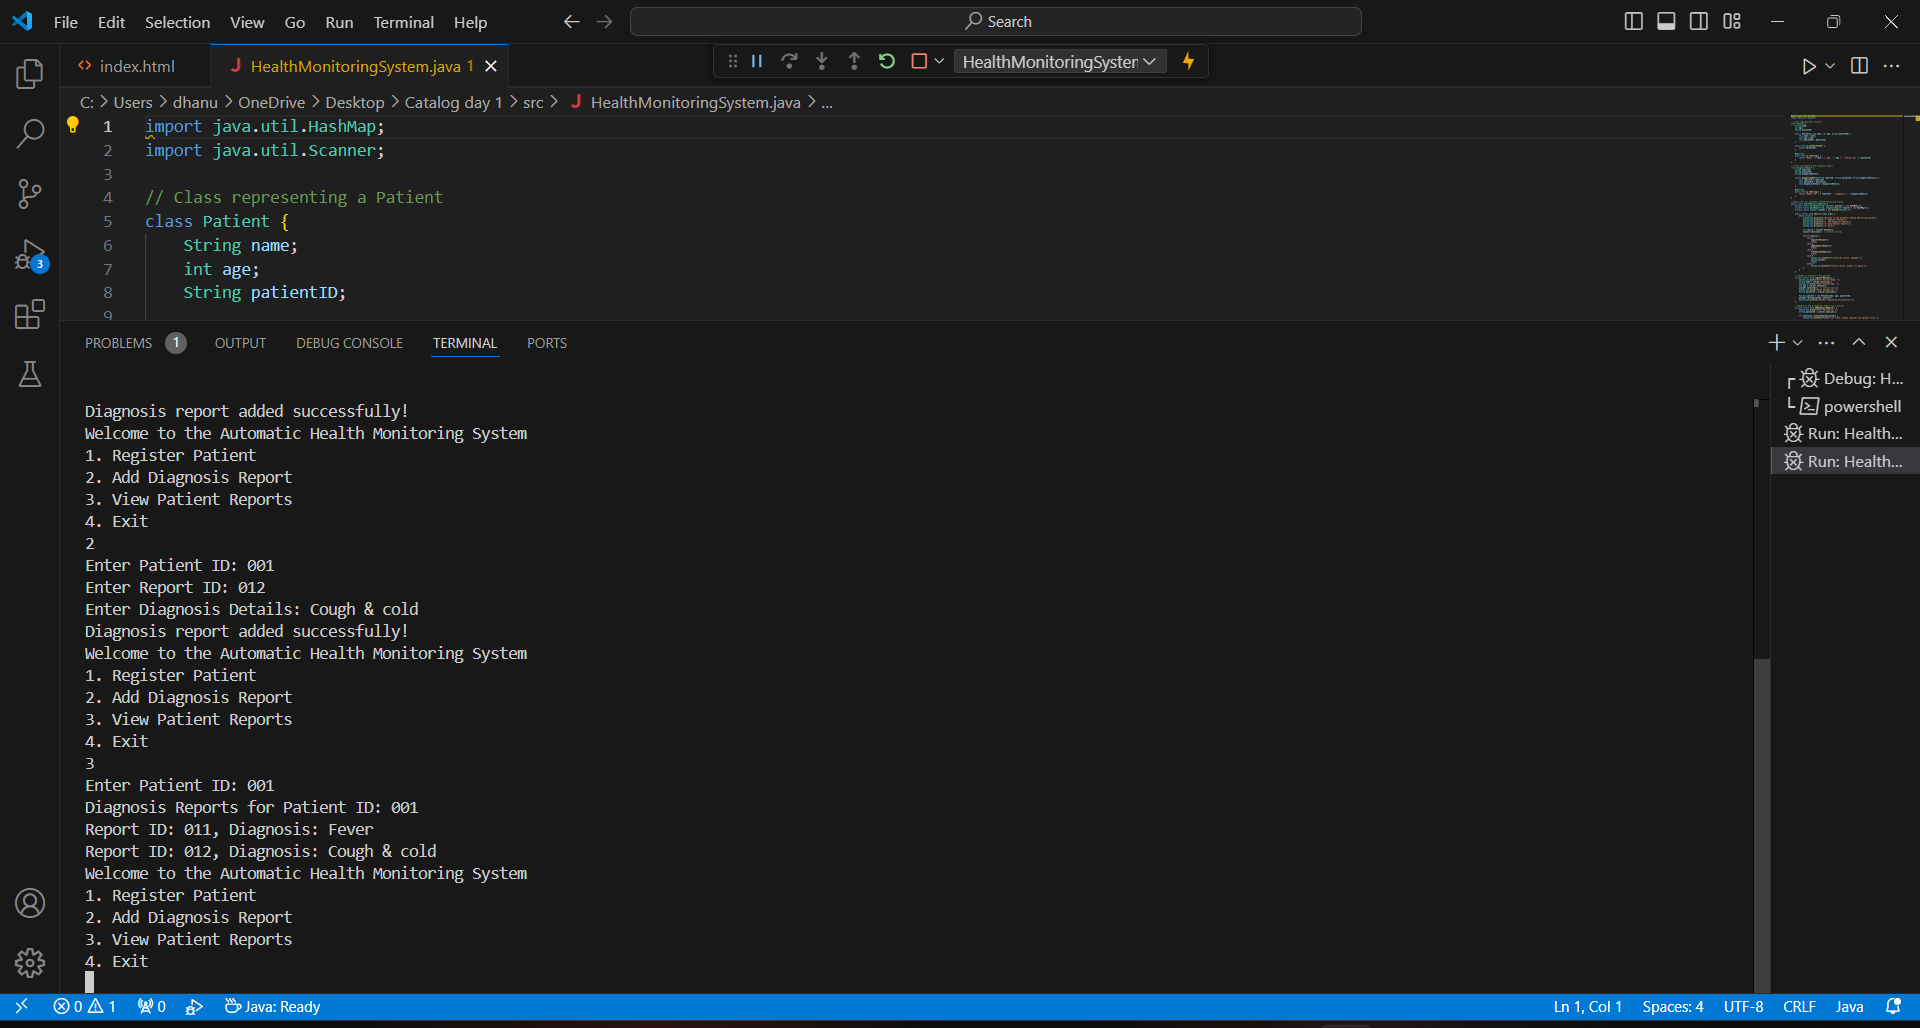 File Edit Selection View Go Run Terminal Help Search
index.html HealthMonitoringSystem.java 1 HealthMonitoringSyster
C: > Users > dhanu > OneDrive > Desktop > Catalog day 1 > src > J HealthMonitoringSystem.java > ...
1 import java.util.HashMap;
2 import java.util.Scanner;
3
4 // Class representing a Patient
5 class Patient {
6 String name;
7 int age;
8 String patientID;
9
PROBLEMS 1 OUTPUT DEBUG CONSOLE TERMINAL PORTS
Diagnosis report added successfully!
Welcome to the Automatic Health Monitoring System
1. Register Patient
2. Add Diagnosis Report
3. View Patient Reports
4. Exit
2
Enter Patient ID: 001
Enter Report ID: 012
Enter Diagnosis Details: Cough & cold
Diagnosis report added successfully!
Welcome to the Automatic Health Monitoring System
1. Register Patient
2. Add Diagnosis Report
3. View Patient Reports
4. Exit
3
Enter Patient ID: 001
Diagnosis Reports for Patient ID: 001
Report ID: 011, Diagnosis: Fever
Report ID: 012, Diagnosis: Cough & cold
Welcome to the Automatic Health Monitoring System
1. Register Patient
2. Add Diagnosis Report
3. View Patient Reports
4. Exit
Debug: H...
powershell
Run: Health...
Run: Health...
3
0 1 0 Java: Ready Ln 1, Col 1 Spaces: 4 UTF-8 CRLF Java